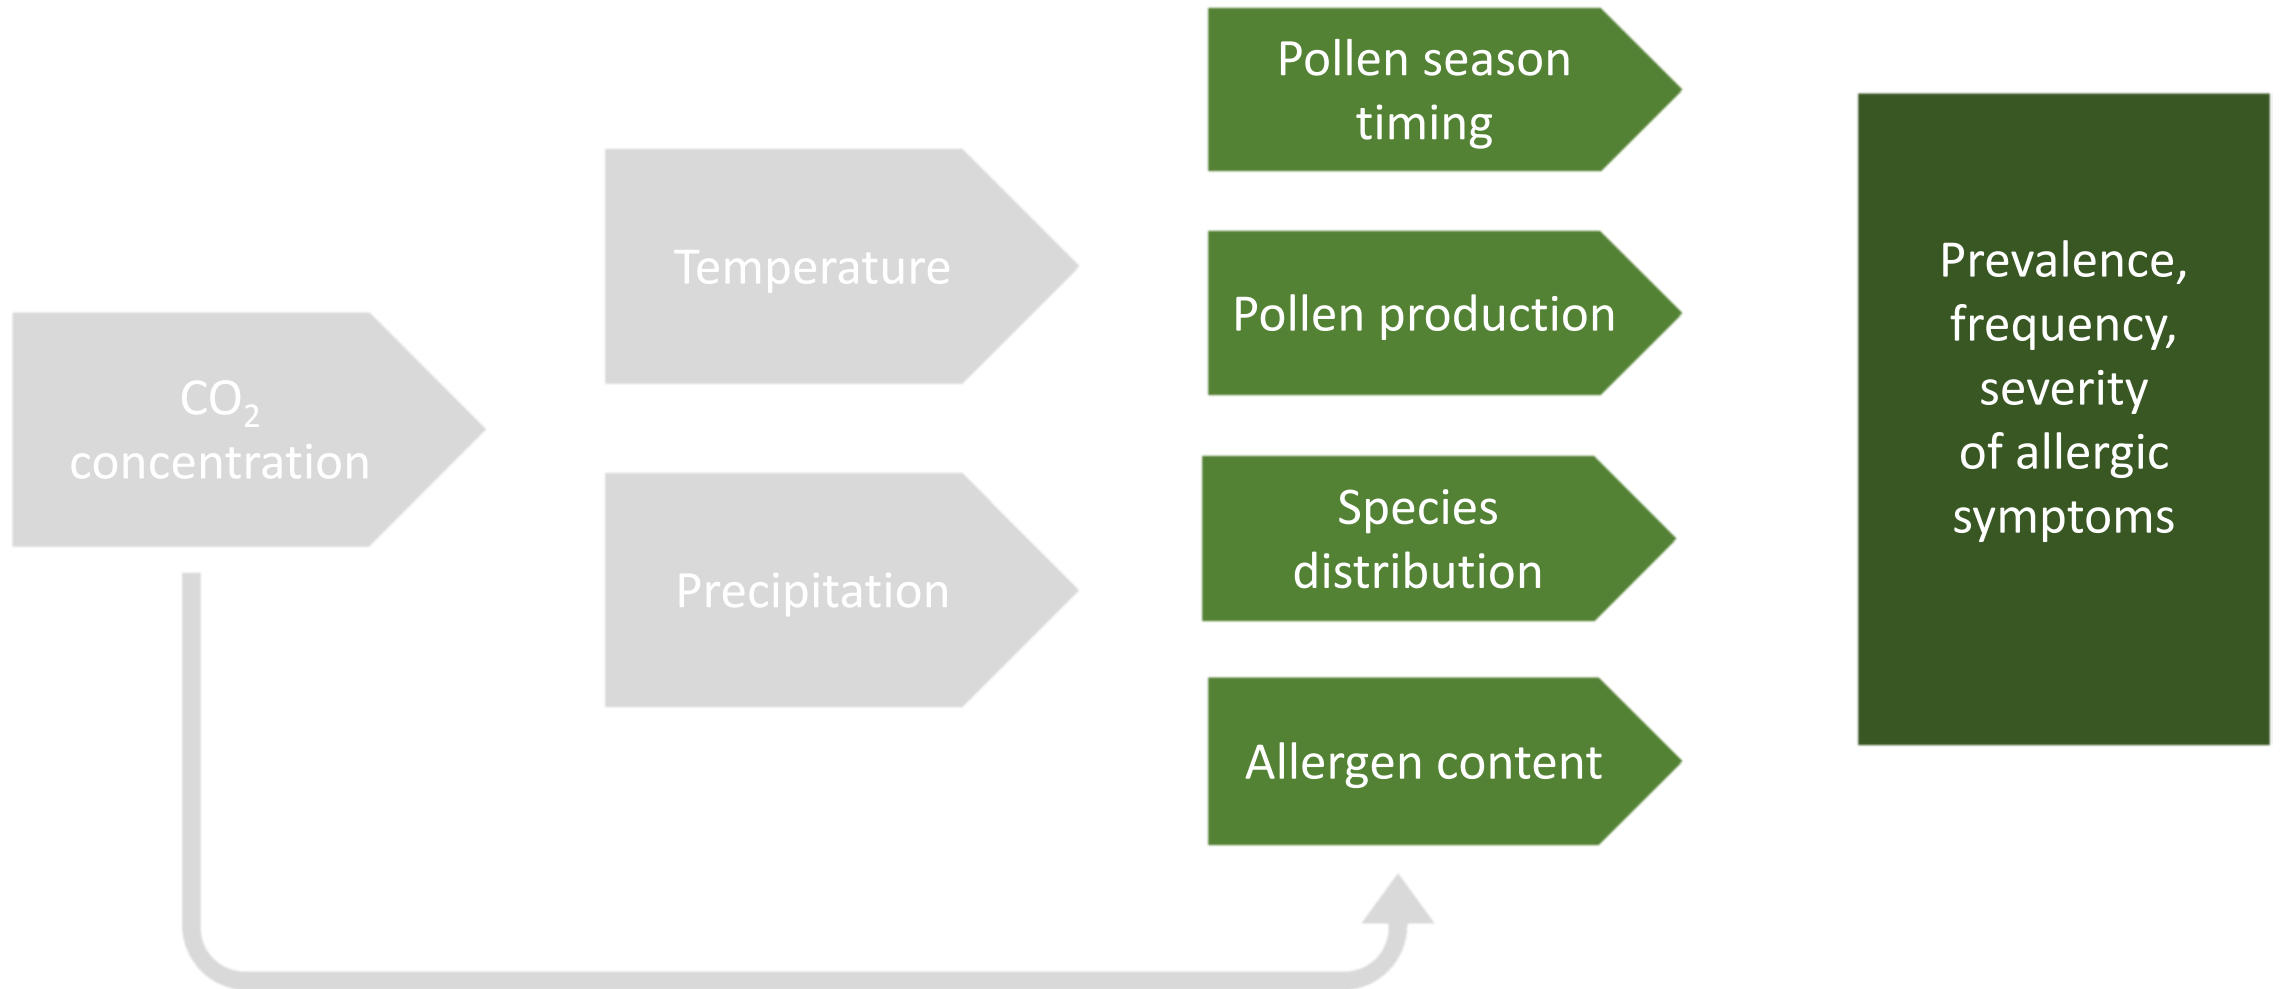 CO₂
concentration
Temperature
Precipitation
Pollen season
timing
Pollen production
Species
distribution
Allergen content
Prevalence,
frequency,
severity
of allergic
symptoms